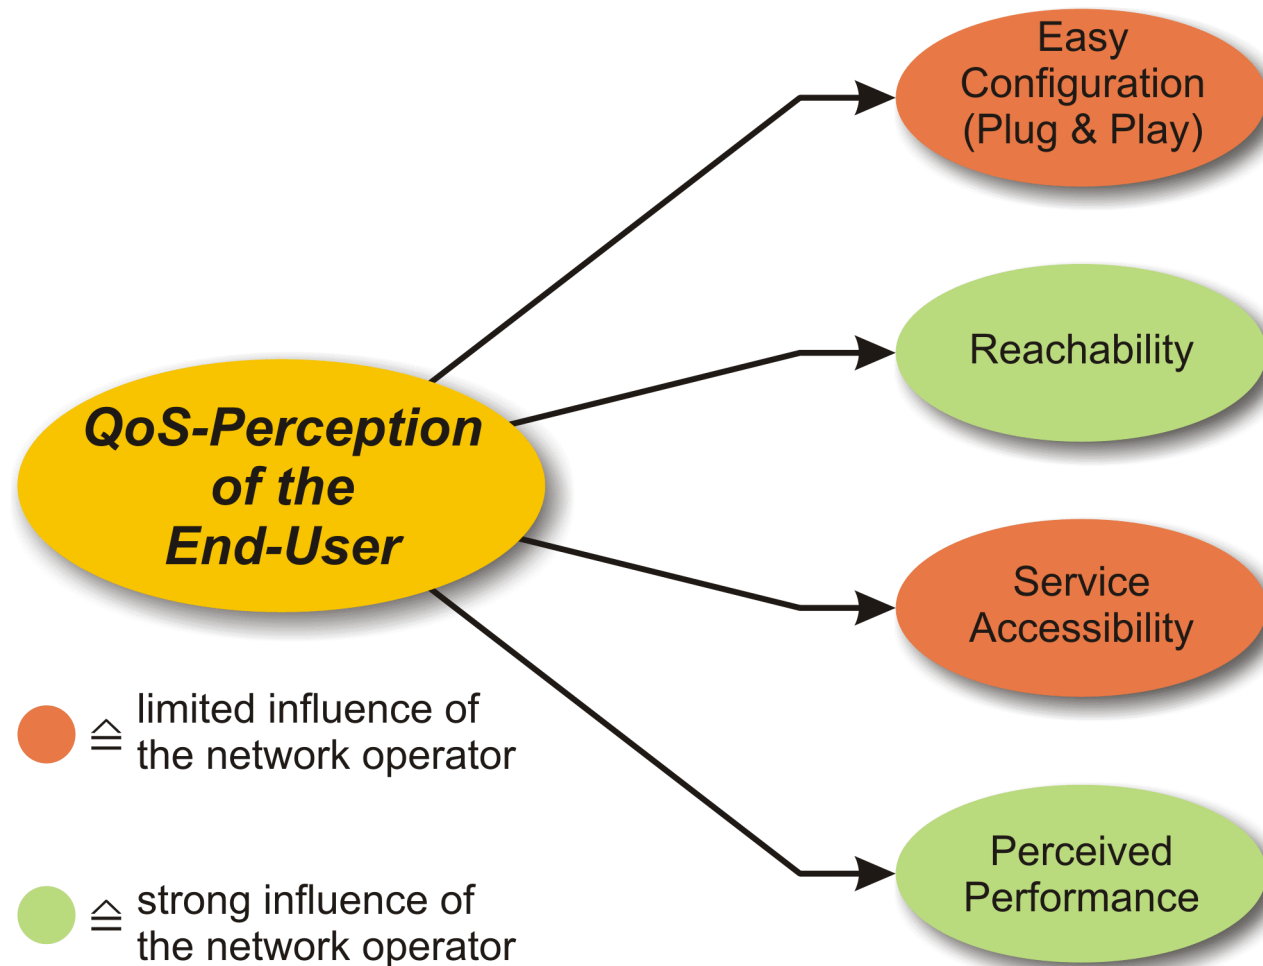 Easy
Configuration
(Plug & Play)
Reachability
QoS-Perception
of the
End-User
Service
Accessibility
≙ limited influence of
the network operator
Perceived
Performance
≙ strong influence of
the network operator